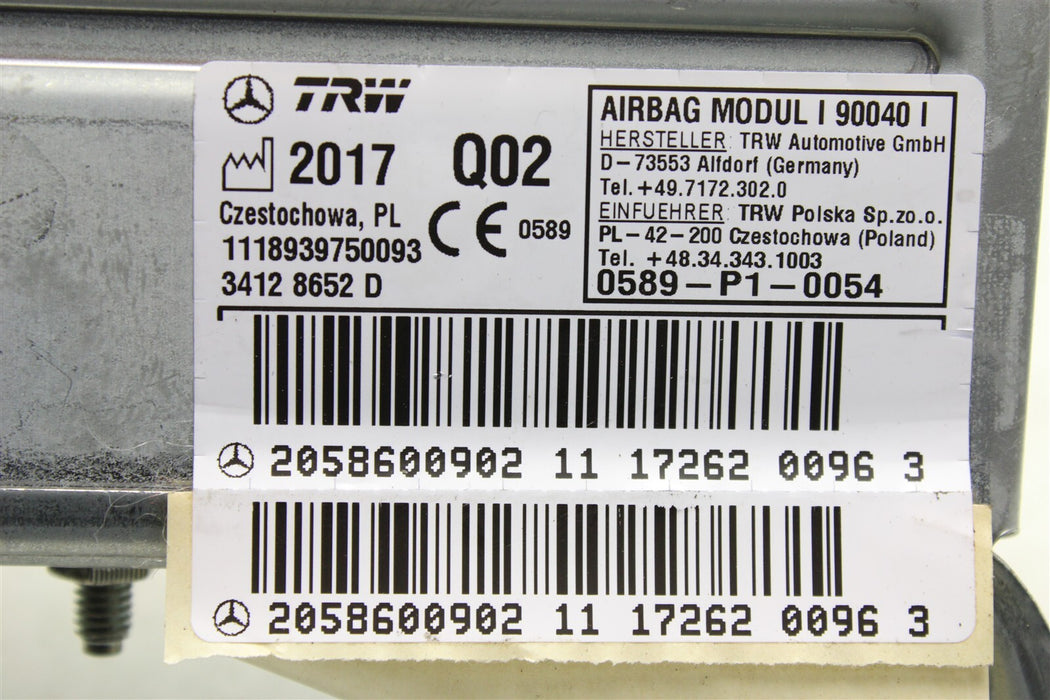 TRW
2017 Q02
Czestochowa, PL
1118939750093
CE 0589
3412 8652 D
AIRBAG MODUL I 90040 I
HERSTELLER: TRW Automotive GmbH
D-73553 Alfdorf (Germany)
Tel. +49.7172.302.0
EINFUEHRER: TRW Polska Sp.zo.o.
PL-42-200 Czestochowa (Poland)
Tel. +48.34.343.1003
0589-P1-0054
2058600902 11 17262 0096 3
2058600902 11 17262 0096 3